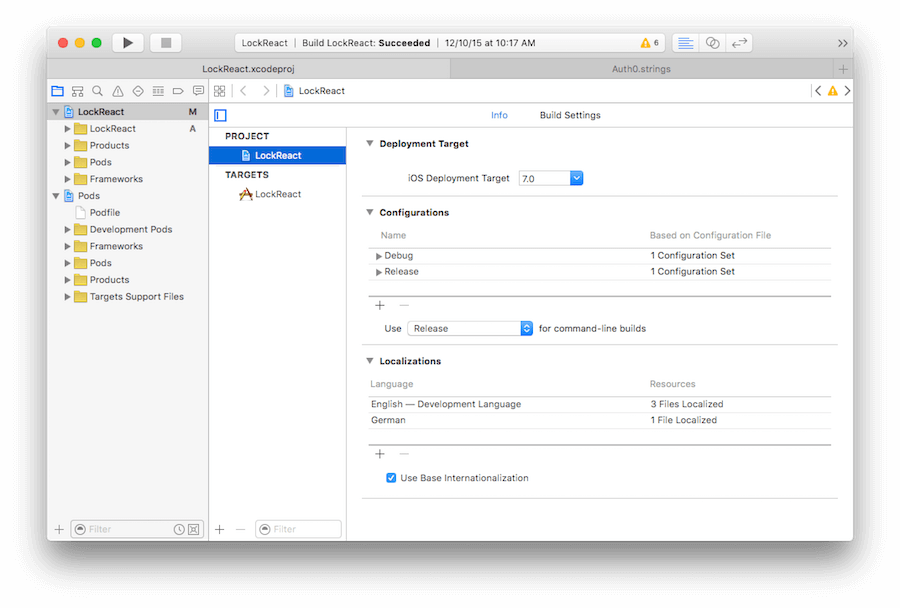 LockReact | Build LockReact: Succeeded | 12/10/15 at 10:17 AM 6
LockReact.xcodeproj Auth0.strings
LockReact
LockReact M
LockReact A
Products
Pods
Frameworks
Pods
Podfile
Development Pods
Frameworks
Pods
Products
Targets Support Files
Filter
PROJECT
LockReact
TARGETS
LockReact
Filter
Info Build Settings
Deployment Target
iOS Deployment Target 7.0
Configurations
Name Based on Configuration File
Debug 1 Configuration Set
Release 1 Configuration Set
Use Release for command-line builds
Localizations
Language Resources
English — Development Language 3 Files Localized
German 1 File Localized
Use Base Internationalization